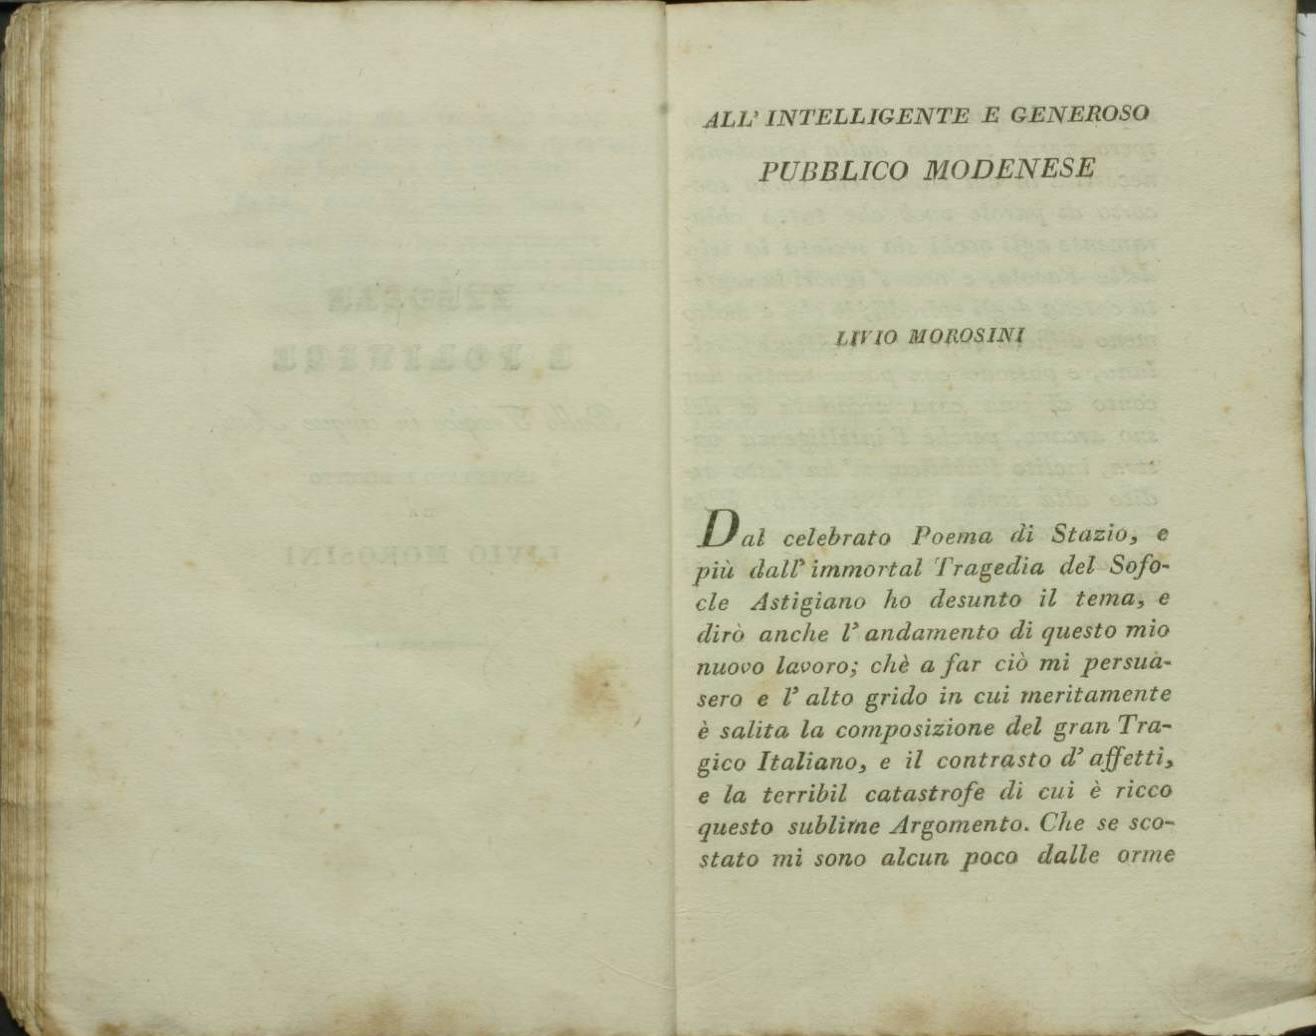 ALL' INTELLIGENTE E GENEROSO
PUBBLICO MODENESE
LIVIO MOROSINI
Dal celebrato Poema di Stazio, e
più dall' immortal Tragedia del Sofo-
cle Astigiano ho desunto il tema, e
dirò anche l' andamento di questo mio
nuovo lavoro; chè a far ciò mi persua-
sero e l' alto grido in cui meritamente
è salita la composizione del gran Tra-
gico Italiano, e il contrasto d' affetti,
e la terribil catastrofe di cui è ricco
questo sublime Argomento. Che se sco-
stato mi sono alcun poco dalle orme